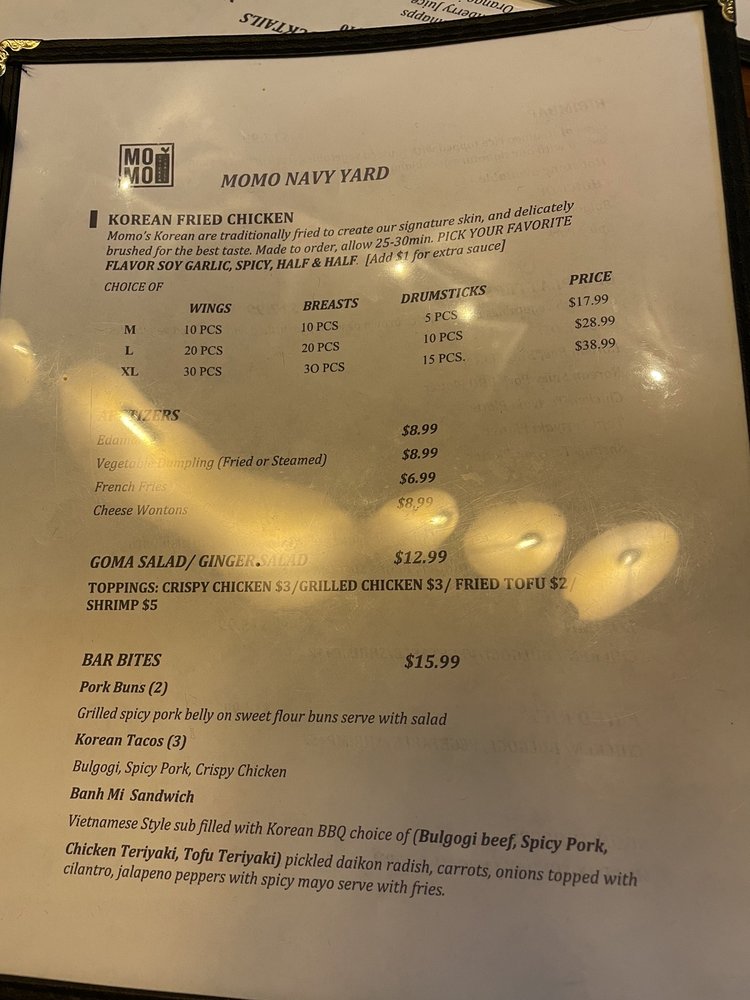 COCKTAILS
MO
MO
MOMO NAVY YARD
KOREAN FRIED CHICKEN
Momo's Korean are traditionally fried to create our signature skin, and delicately
brushed for the best taste. Made to order, allow 25-30min. PICK YOUR FAVORITE
FLAVOR SOY GARLIC, SPICY, HALF & HALF. [Add $1 for extra sauce]
CHOICE OF
WINGS BREASTS DRUMSTICKS PRICE
M 10 PCS 10 PCS 5 PCS $17.99
L 20 PCS 20 PCS 10 PCS $28.99
XL 30 PCS 3O PCS 15 PCS. $38.99
APETIZERS
Edamame $8.99
Vegetable Dumpling (Fried or Steamed) $8.99
French Fries $6.99
Cheese Wontons $8,99
GOMA SALAD/ GINGER SALAD $12.99
TOPPINGS: CRISPY CHICKEN $3/GRILLED CHICKEN $3/ FRIED TOFU $2/
SHRIMP $5
BAR BITES $15.99
Pork Buns (2)
Grilled spicy pork belly on sweet flour buns serve with salad
Korean Tacos (3)
Bulgogi, Spicy Pork, Crispy Chicken
Banh Mi Sandwich
Vietnamese Style sub filled with Korean BBQ choice of (Bulgogi beef, Spicy Pork,
Chicken Teriyaki, Tofu Teriyaki) pickled daikon radish, carrots, onions topped with
cilantro, jalapeno peppers with spicy mayo serve with fries.